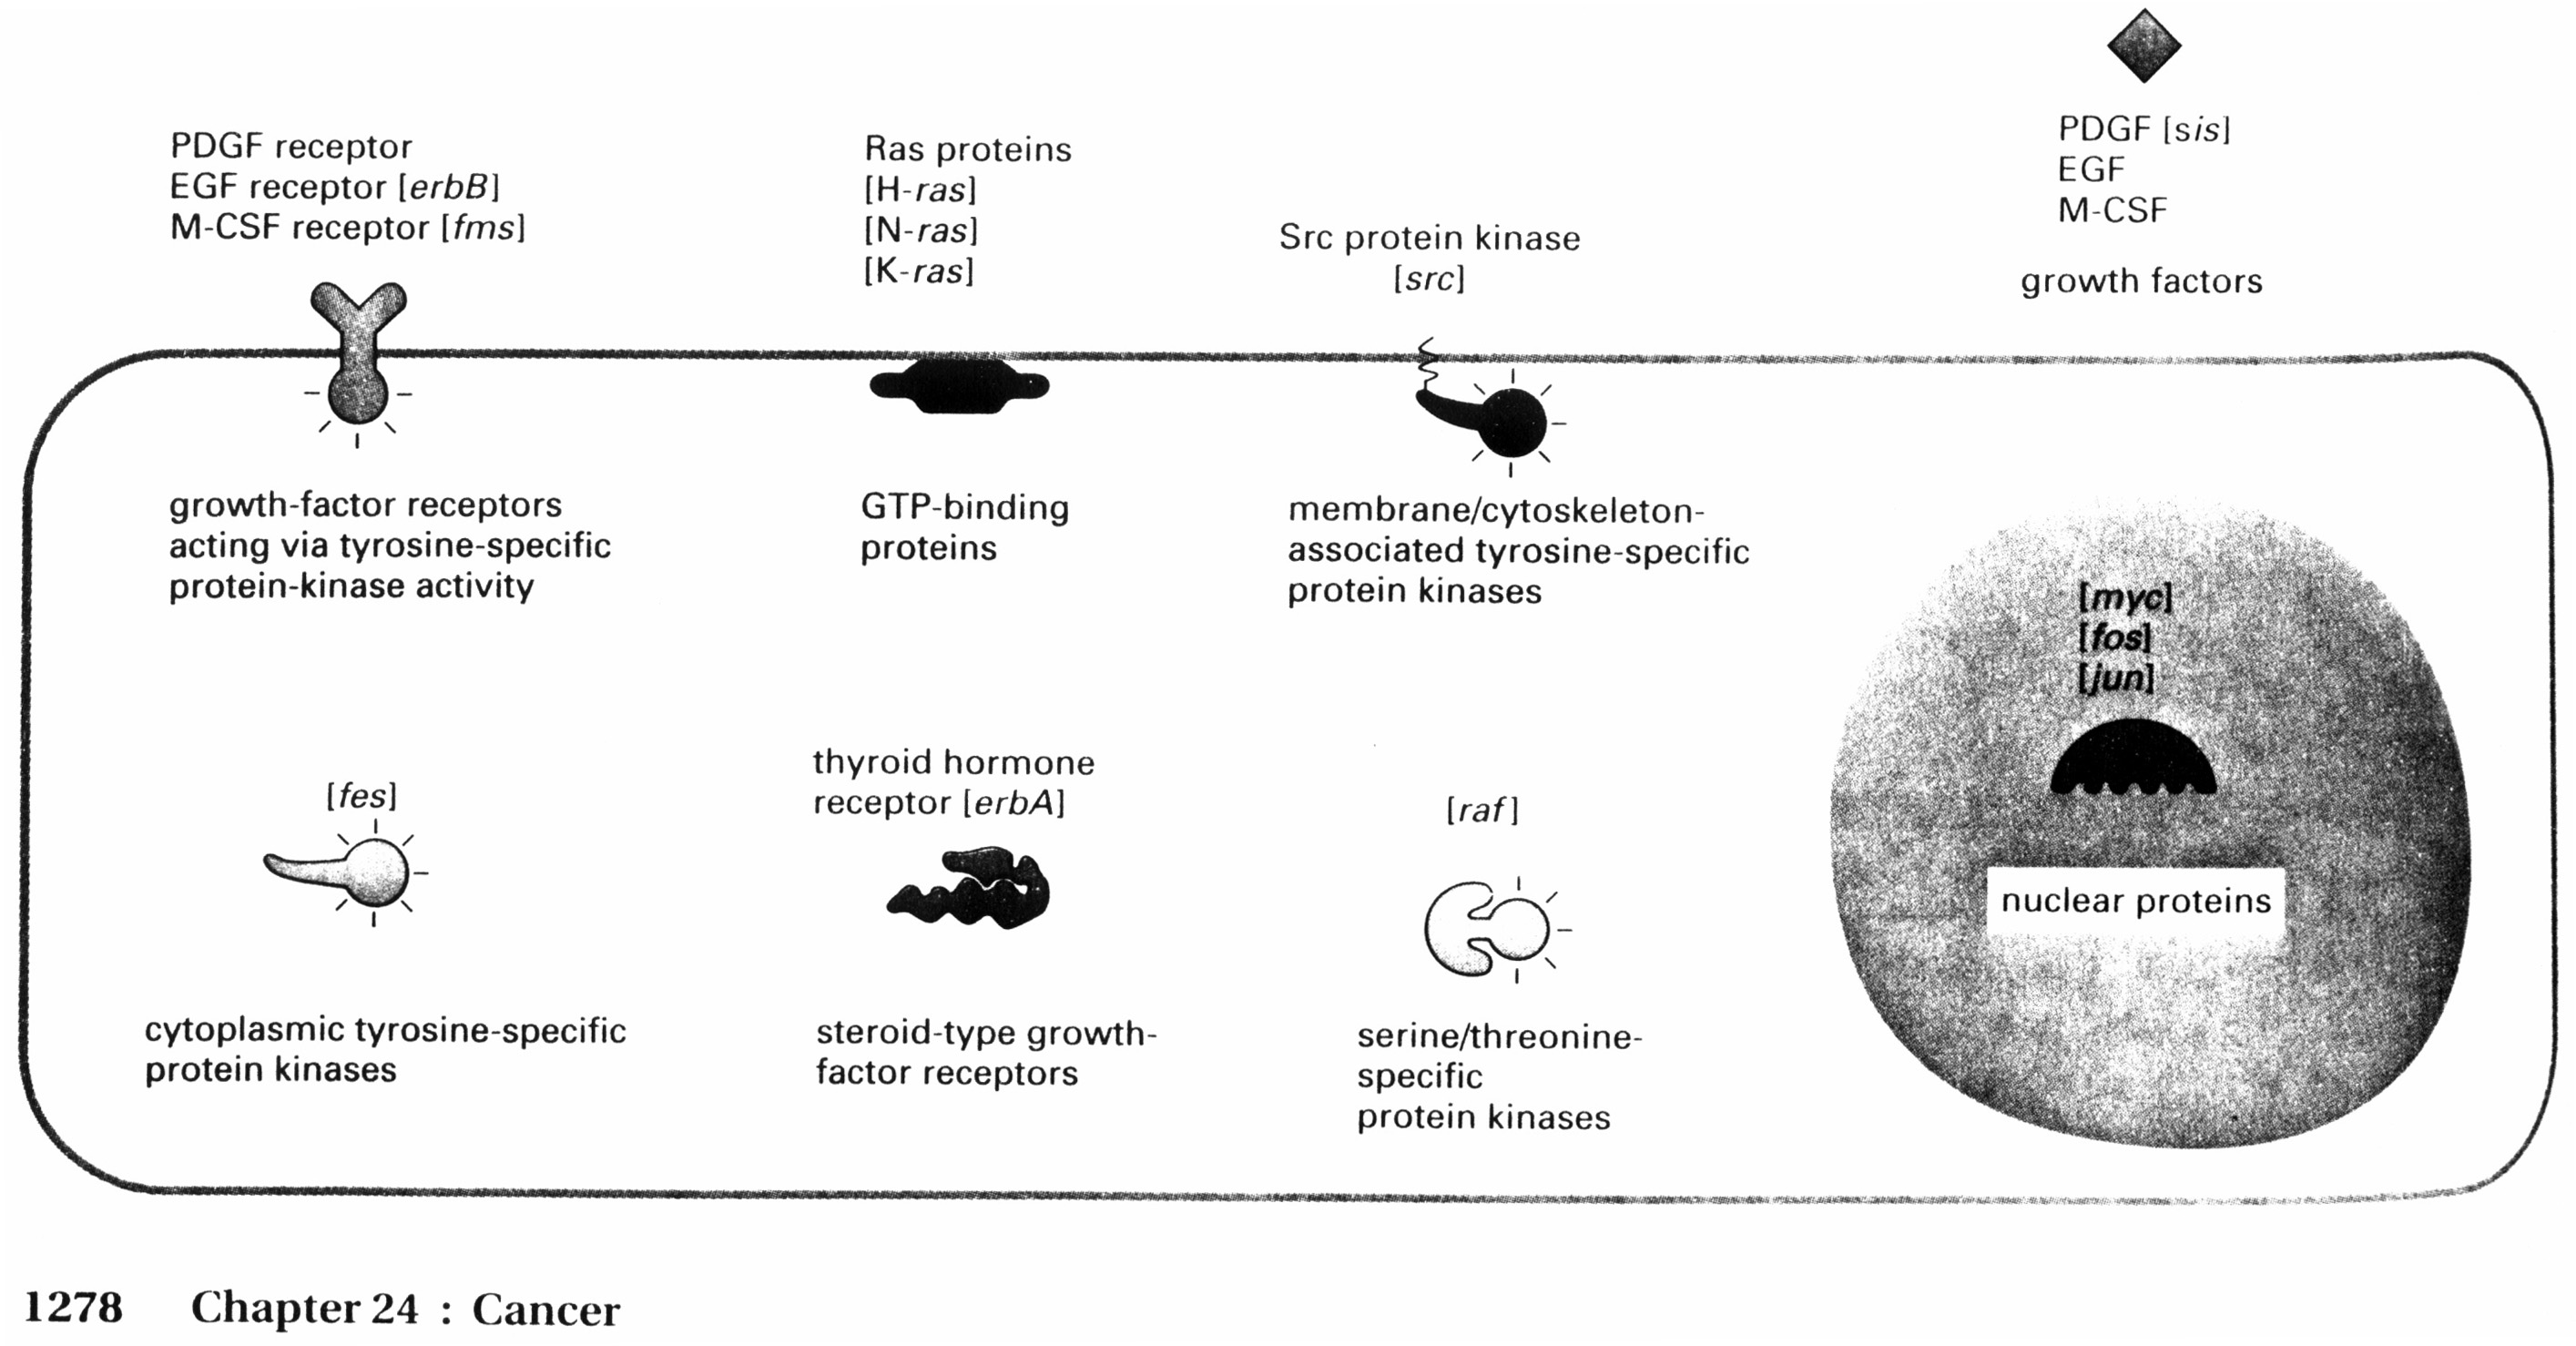 PDGF receptor
EGF receptor [erbB]
M-CSF receptor [fms]
Ras proteins
[H-ras]
[N-ras]
[K-ras]
Src protein kinase
[src]
PDGF [sis]
EGF
M-CSF
growth factors
growth-factor receptors
acting via tyrosine-specific
protein-kinase activity
GTP-binding
proteins
membrane/cytoskeleton-
associated tyrosine-specific
protein kinases
[myc]
[fos]
[jun]
nuclear proteins
[fes]
cytoplasmic tyrosine-specific
protein kinases
thyroid hormone
receptor [erbA]
steroid-type growth-
factor receptors
[raf]
serine/threonine-
specific
protein kinases
1278 Chapter 24 : Cancer